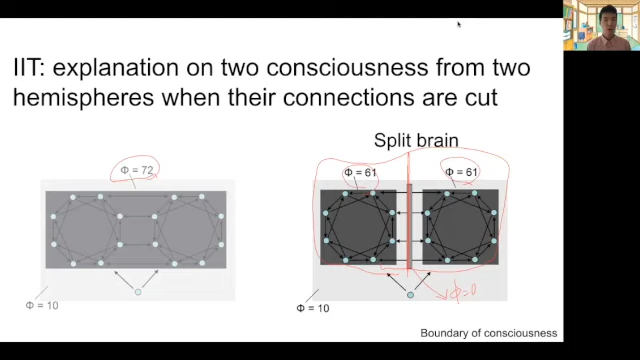 IIT: explanation on two consciousness from two
hemispheres when their connections are cut
Split brain
Φ = 72
Φ = 61
Φ = 61
Φ = 10
Φ = 10
Φ=0
Boundary of consciousness